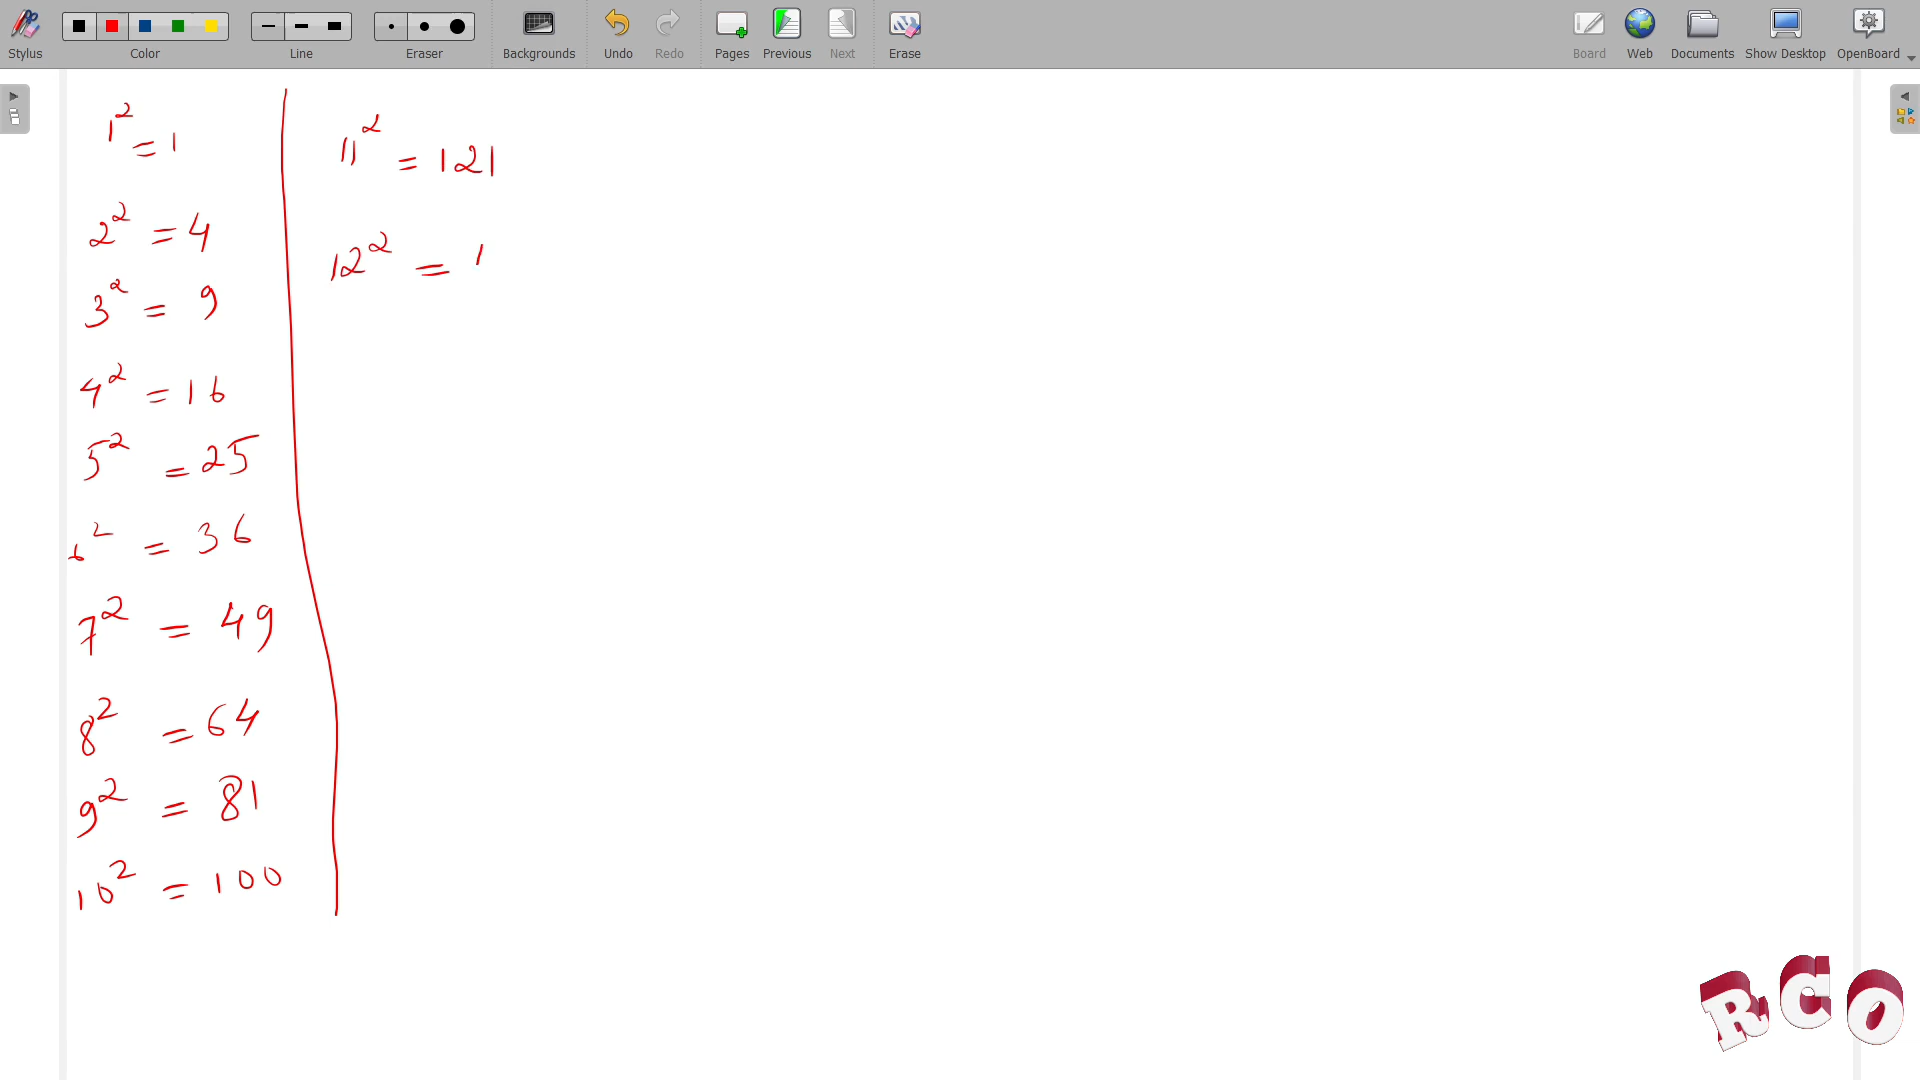 Stylus Color Line Eraser Backgrounds Undo Redo Pages Previous Next Erase Board Web Documents Show Desktop OpenBoard
1² = 1
2² = 4
3² = 9
4² = 16
5² = 25
6² = 36
7² = 49
8² = 64
9² = 81
10² = 100
11² = 121
12² = 1
RCO